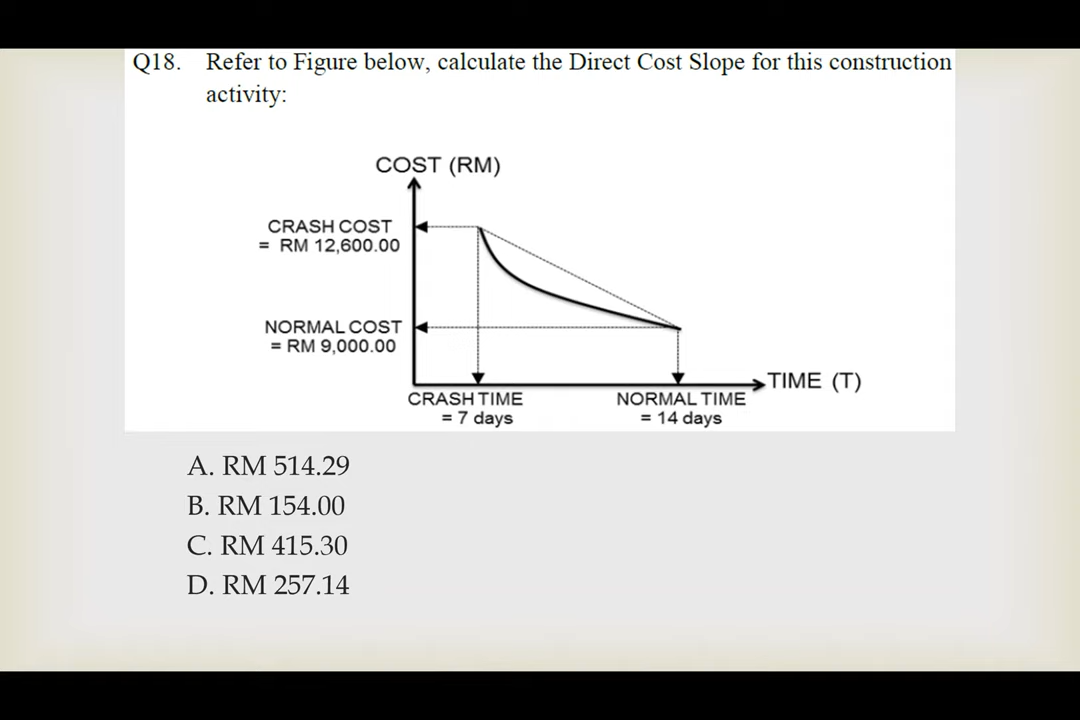 Q18. Refer to Figure below, calculate the Direct Cost Slope for this construction
activity:
COST (RM)
CRASH COST
= RM 12,600.00
NORMAL COST
= RM 9,000.00
TIME (T)
CRASH TIME
= 7 days
NORMAL TIME
= 14 days
A. RM 514.29
B. RM 154.00
C. RM 415.30
D. RM 257.14